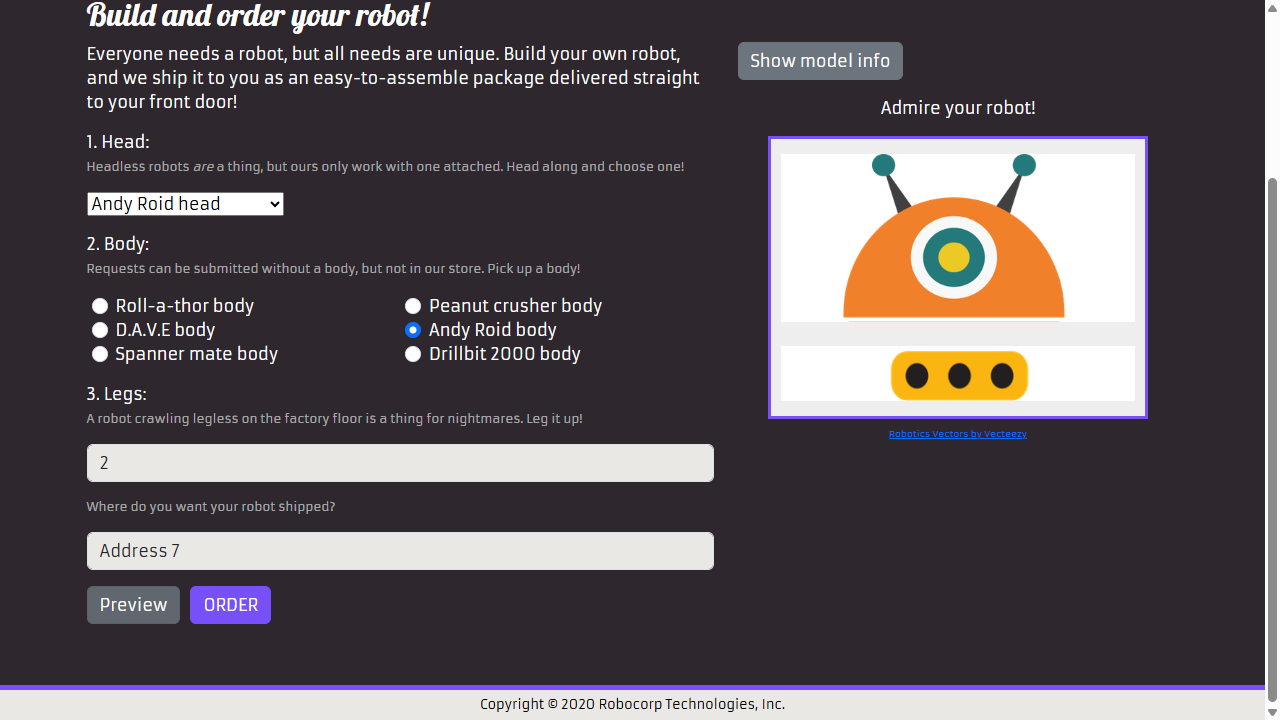 Build and order your robot!
Everyone needs a robot, but all needs are unique. Build your own robot,
and we ship it to you as an easy-to-assemble package delivered straight
to your front door!
1. Head:
Headless robots are a thing, but ours only work with one attached. Head along and choose one!
Andy Roid head
2. Body:
Requests can be submitted without a body, but not in our store. Pick up a body!
Roll-a-thor body
Peanut crusher body
D.A.V.E body
Andy Roid body
Spanner mate body
Drillbit 2000 body
3. Legs:
A robot crawling legless on the factory floor is a thing for nightmares. Leg it up!
2
Where do you want your robot shipped?
Address 7
Preview
ORDER
Show model info
Admire your robot!
Robotics Vectors by Vecteezy
Copyright © 2020 Robocorp Technologies, Inc.